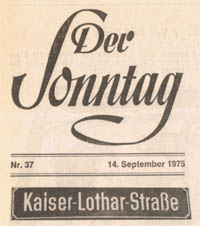 Der
Sonntag
Nr. 37 14. September 1975
Kaiser-Lothar-Straße